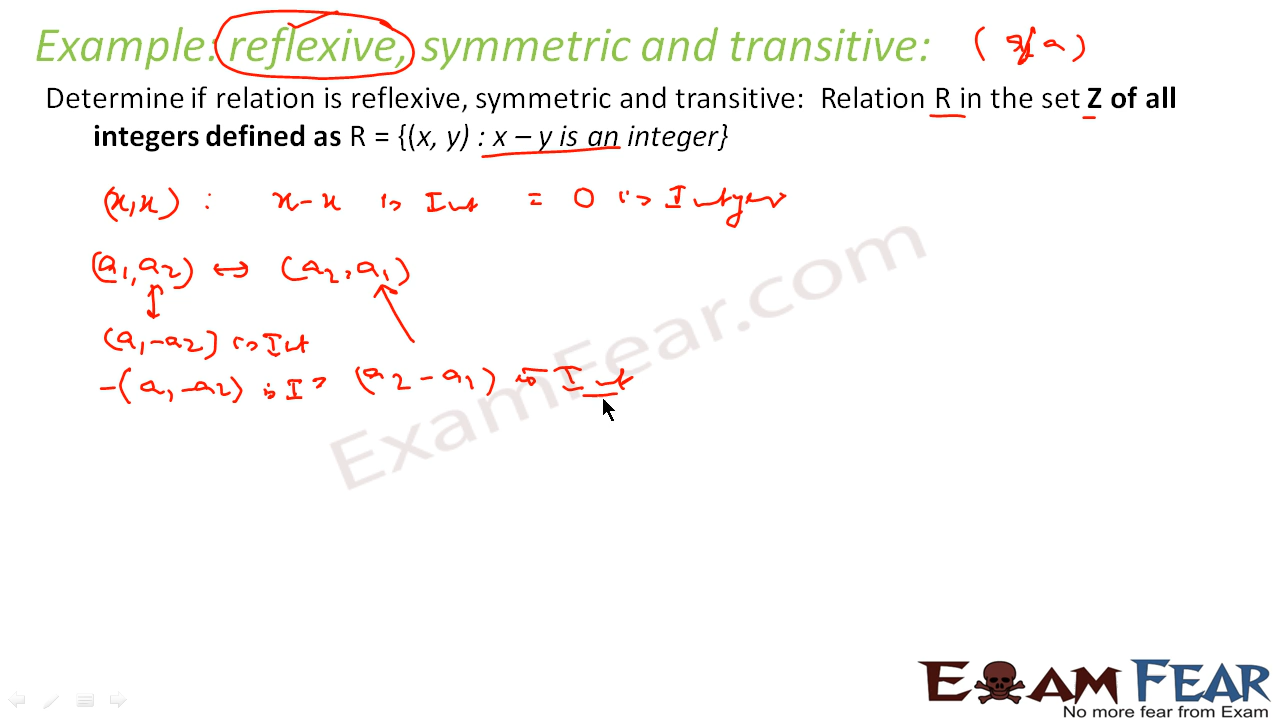 Example: reflexive, symmetric and transitive: ( a)
Determine if relation is reflexive, symmetric and transitive: Relation R in the set Z of all
integers defined as R = {(x, y) : x – y is an integer}
(x,x) : x-x is Int = 0 is Integer
(a1,a2) ↔ (a2,a1)
(a1-a2) is Int
-(a1-a2) is I (a2-a1) is Int
ExamFear.com
EXAM FEAR
No more fear from Exam